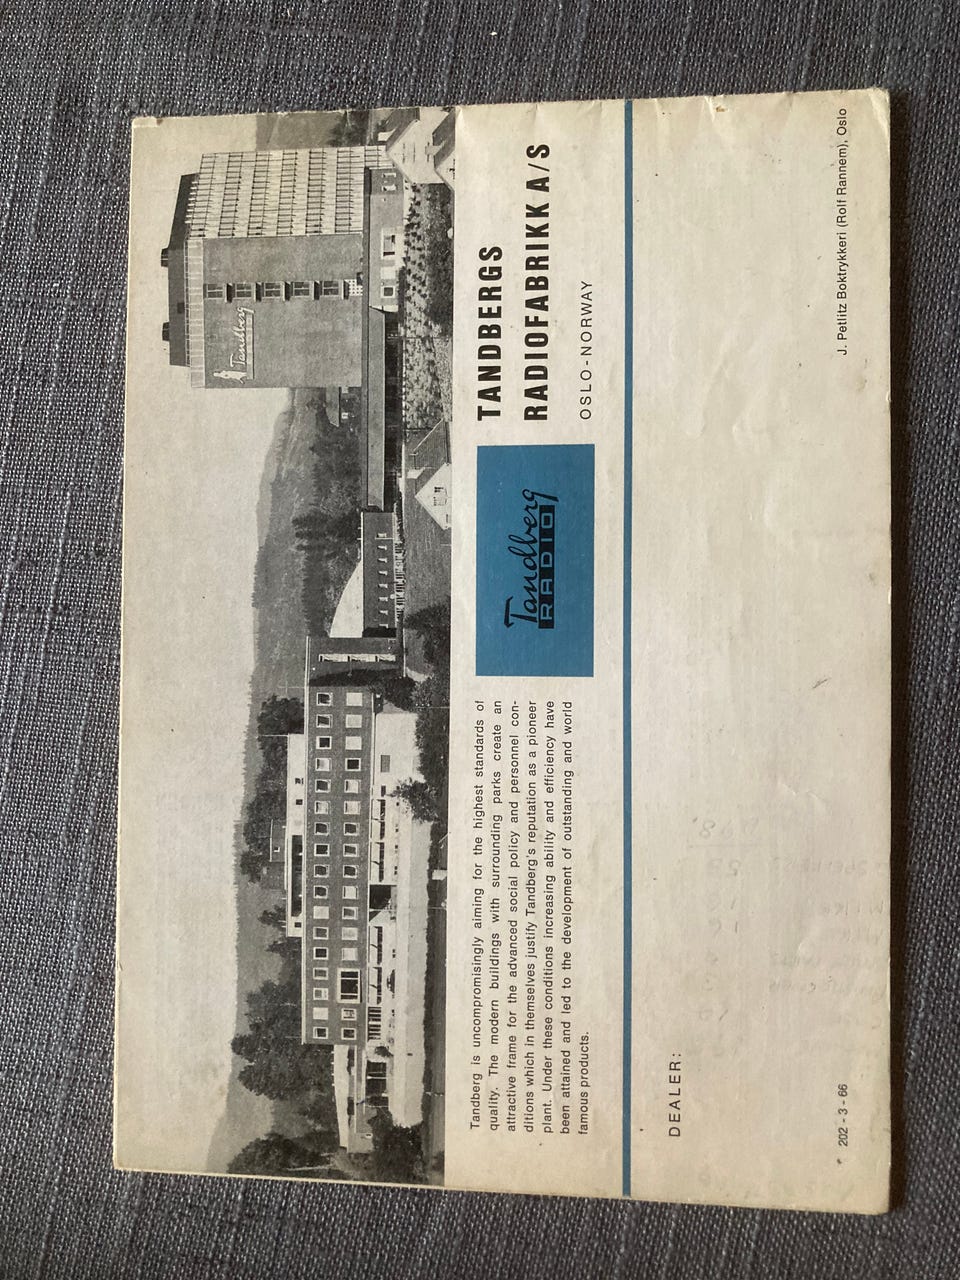 Tandberg
Tandberg is uncompromisingly aiming for the highest standards of
quality. The modern buildings with surrounding parks create an
attractive frame for the advanced social policy and personnel con-
ditions which in themselves justify Tandberg's reputation as a pioneer
plant. Under these conditions increasing ability and efficiency have
been attained and led to the development of outstanding and world
famous products.
Tandberg
RADIO
TANDBERGS
RADIOFABRIKK A/S
OSLO-NORWAY
DEALER:
202 - 3 - 66
J. Petlitz Boktrykkeri (Rolf Rannem), Oslo